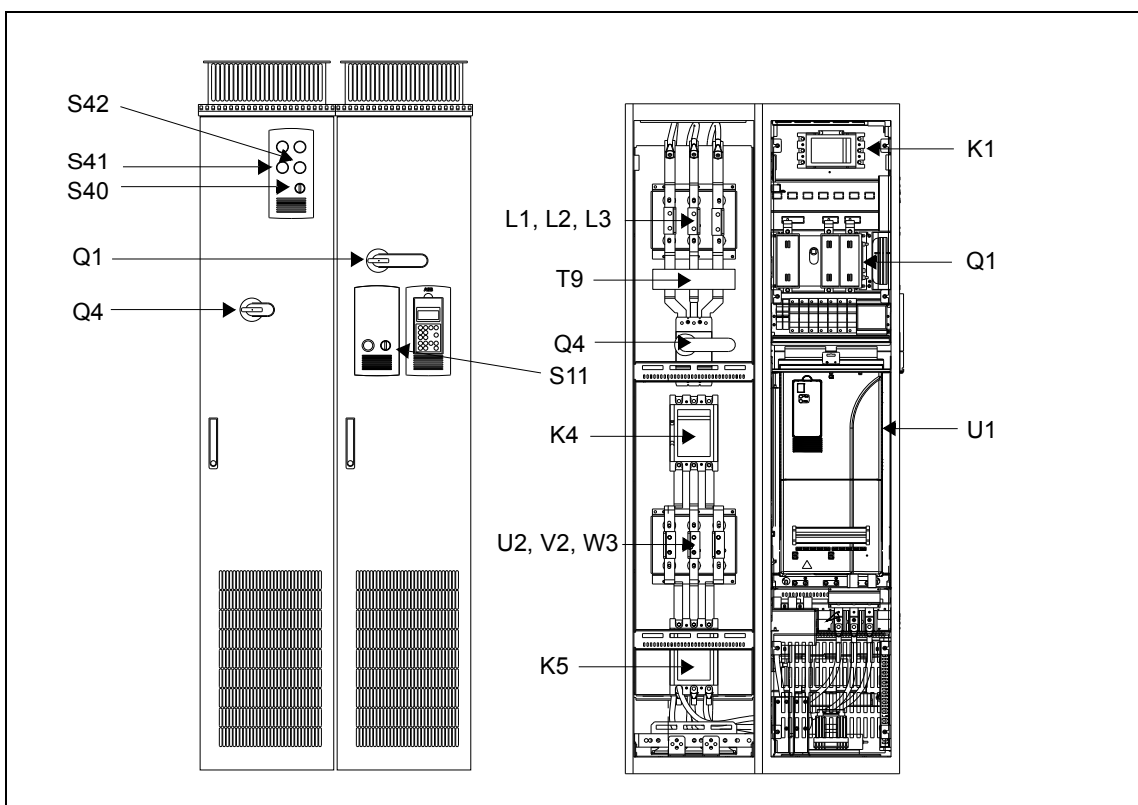 S42
S41
S40
Q1
Q4
ABB
S11
L1, L2, L3
T9
Q4
K4
U2, V2, W3
K5
K1
Q1
U1